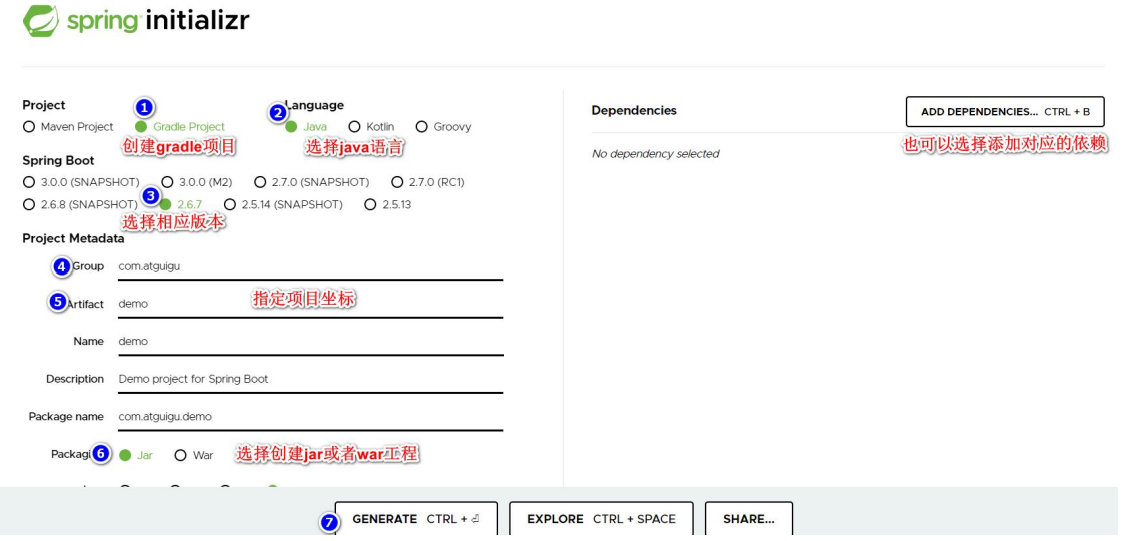 spring initializr
Project
Language
1
2
Maven Project
Gradle Project
Java
Kotlin
Groovy
创建gradle项目
选择java语言
Spring Boot
3.0.0 (SNAPSHOT)
3.0.0 (M2)
2.7.0 (SNAPSHOT)
2.7.0 (RC1)
3
2.6.8 (SNAPSHOT)
2.6.7
2.5.14 (SNAPSHOT)
2.5.13
选择相应版本
Project Metadata
4
Group
com.atguigu
5
Artifact
demo
指定项目坐标
Name
demo
Description
Demo project for Spring Boot
Package name
com.atguigu.demo
Packagi
6
Jar
War
选择创建jar或者war工程
Dependencies
ADD DEPENDENCIES... CTRL + B
也可以选择添加对应的依赖
No dependency selected
7
GENERATE CTRL + ⏎
EXPLORE CTRL + SPACE
SHARE...